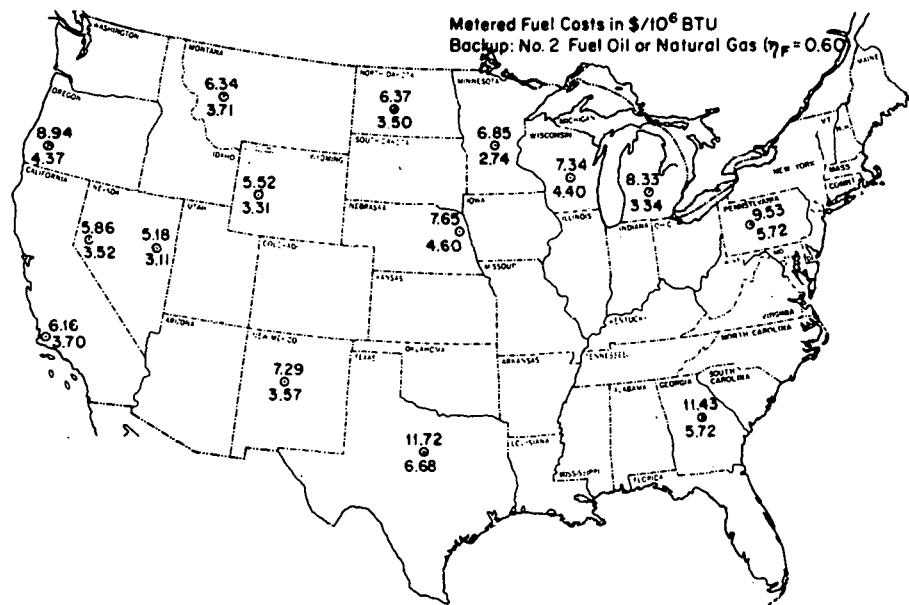 Metered Fuel Costs in $/10⁶ BTU
Backup: No. 2 Fuel Oil or Natural Gas (ηF = 0.60)
WASHINGTON
MONTANA
NORTH DAKOTA
MINNESOTA
MAINE
6.34
3.71
6.37
3.50
OREGON
8.94
4.37
IDAHO
WYOMING
SOUTH DAKOTA
6.85
2.74
WISCONSIN
MICHIGAN
7.34
4.40
8.33
3.34
VT
N.H.
NEW YORK
MASS
CONN
CALIFORNIA
NEVADA
UTAH
5.52
3.31
NEBRASKA
7.65
4.60
IOWA
ILLINOIS
INDIANA
PENNSYLVANIA
9.53
5.72
5.86
3.52
5.18
3.11
KANSAS
VIRGINIA
6.16
3.70
ARIZONA
NEW MEXICO
TEXAS
OKLAHOMA
ARKANSAS
KENTUCKY
NORTH CAROLINA
7.29
3.57
ALABAMA
GEORGIA
SOUTH CAROLINA
11.43
5.72
11.72
6.68
LOUISIANA
FLORIDA